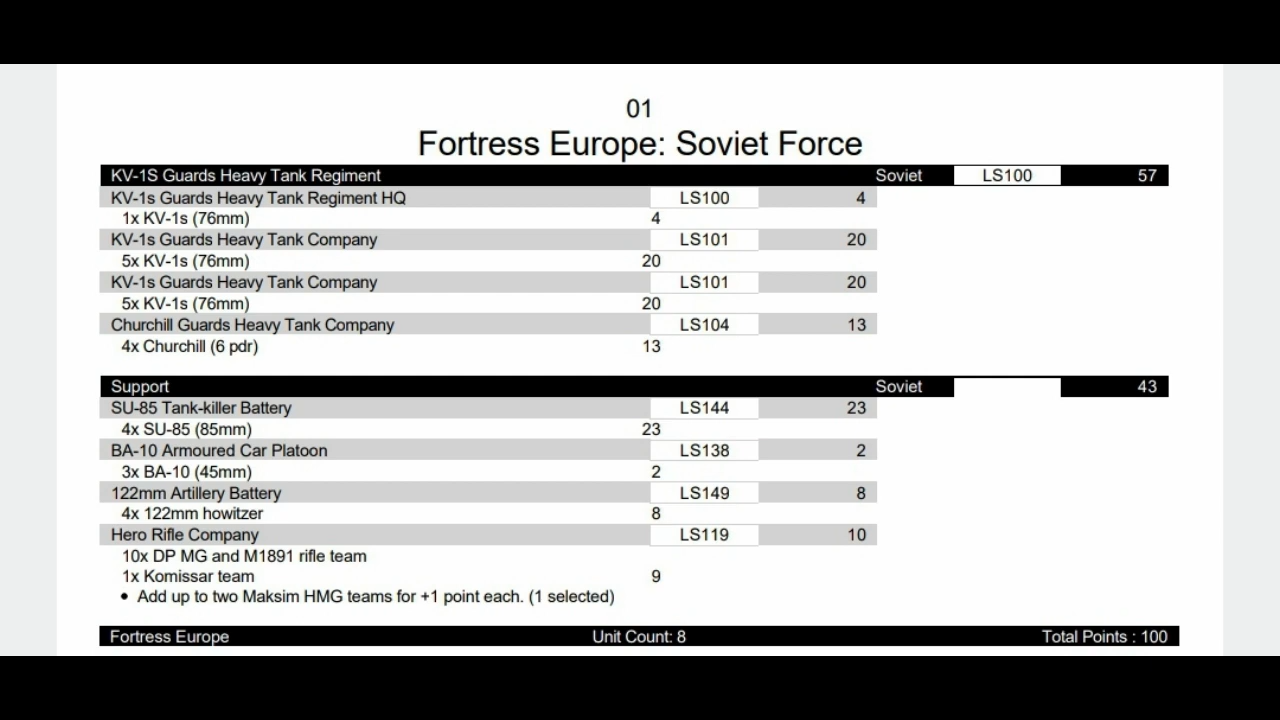 01
Fortress Europe: Soviet Force
KV-1S Guards Heavy Tank Regiment Soviet LS100 57
KV-1s Guards Heavy Tank Regiment HQ LS100 4
1x KV-1s (76mm) 4
KV-1s Guards Heavy Tank Company LS101 20
5x KV-1s (76mm) 20
KV-1s Guards Heavy Tank Company LS101 20
5x KV-1s (76mm) 20
Churchill Guards Heavy Tank Company LS104 13
4x Churchill (6 pdr) 13
Support Soviet 43
SU-85 Tank-killer Battery LS144 23
4x SU-85 (85mm) 23
BA-10 Armoured Car Platoon LS138 2
3x BA-10 (45mm) 2
122mm Artillery Battery LS149 8
4x 122mm howitzer 8
Hero Rifle Company LS119 10
10x DP MG and M1891 rifle team
1x Komissar team 9
• Add up to two Maksim HMG teams for +1 point each. (1 selected)
Fortress Europe Unit Count: 8 Total Points : 100